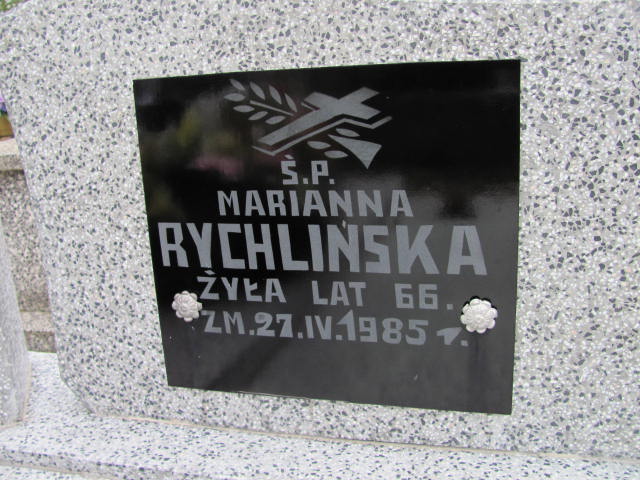 Ś.P.
MARIANNA
RYCHLIŃSKA
ŻYŁA LAT 66.
ZM.27.IV.1985 r.